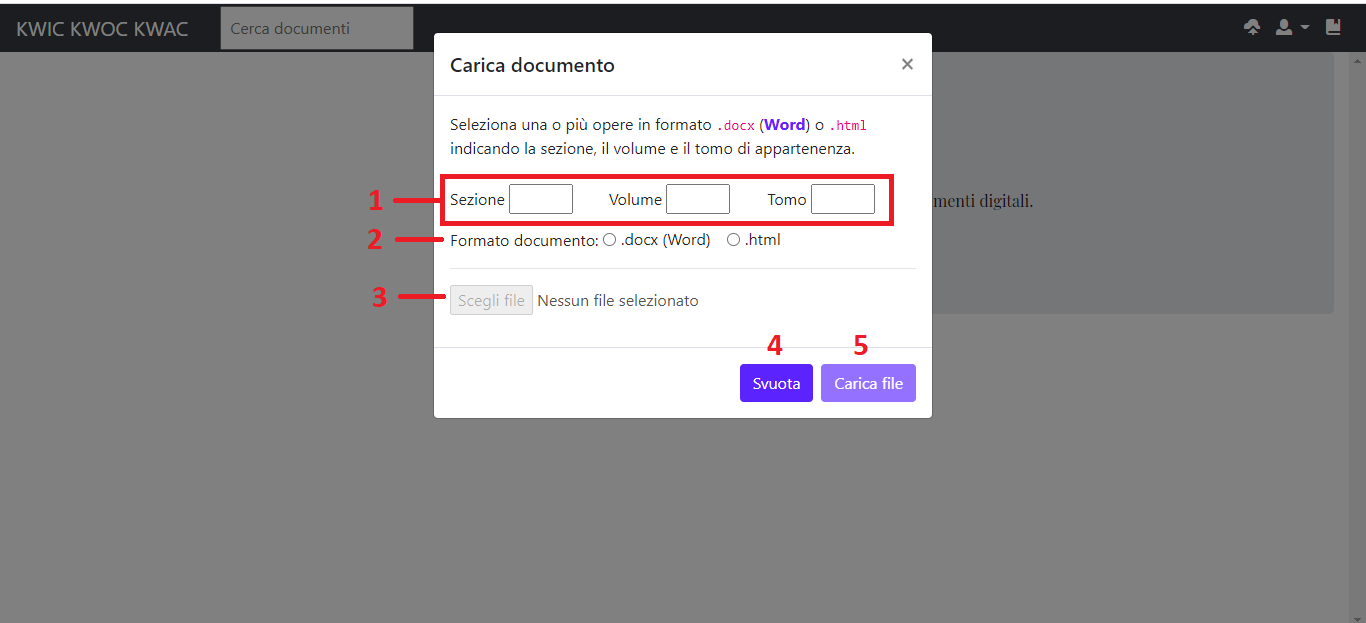 KWIC KWOC KWAC
Cerca documenti
Carica documento
×
Seleziona una o più opere in formato .docx (Word) o .html
indicando la sezione, il volume e il tomo di appartenenza.
1
Sezione Volume Tomo
menti digitali.
2
Formato documento: .docx (Word) .html
3
Scegli file Nessun file selezionato
4 5
Svuota Carica file